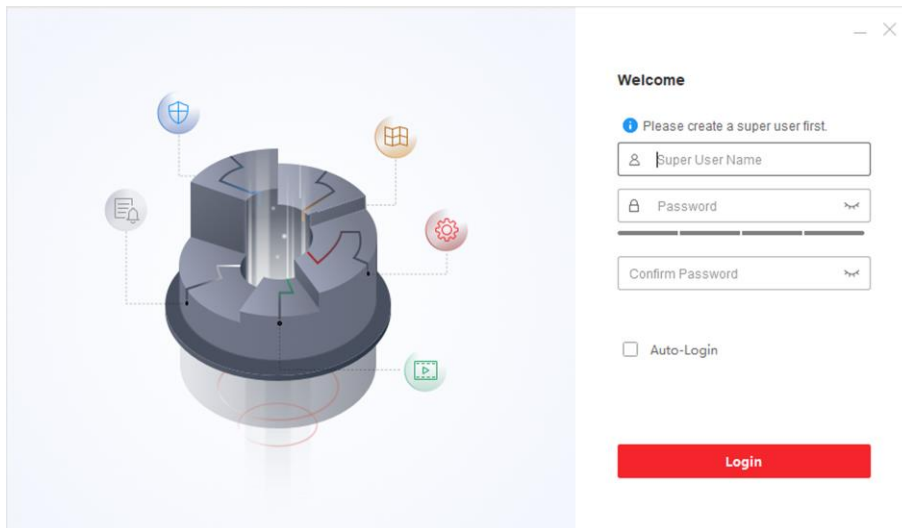 Welcome
Please create a super user first.
Super User Name
Password
Confirm Password
Auto-Login
Login